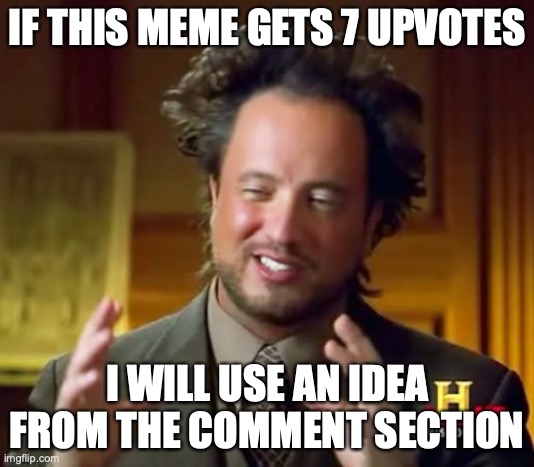 IF THIS MEME GETS 7 UPVOTES
I WILL USE AN IDEA
H
FROM THE COMMENT SECTION
imgflip.com